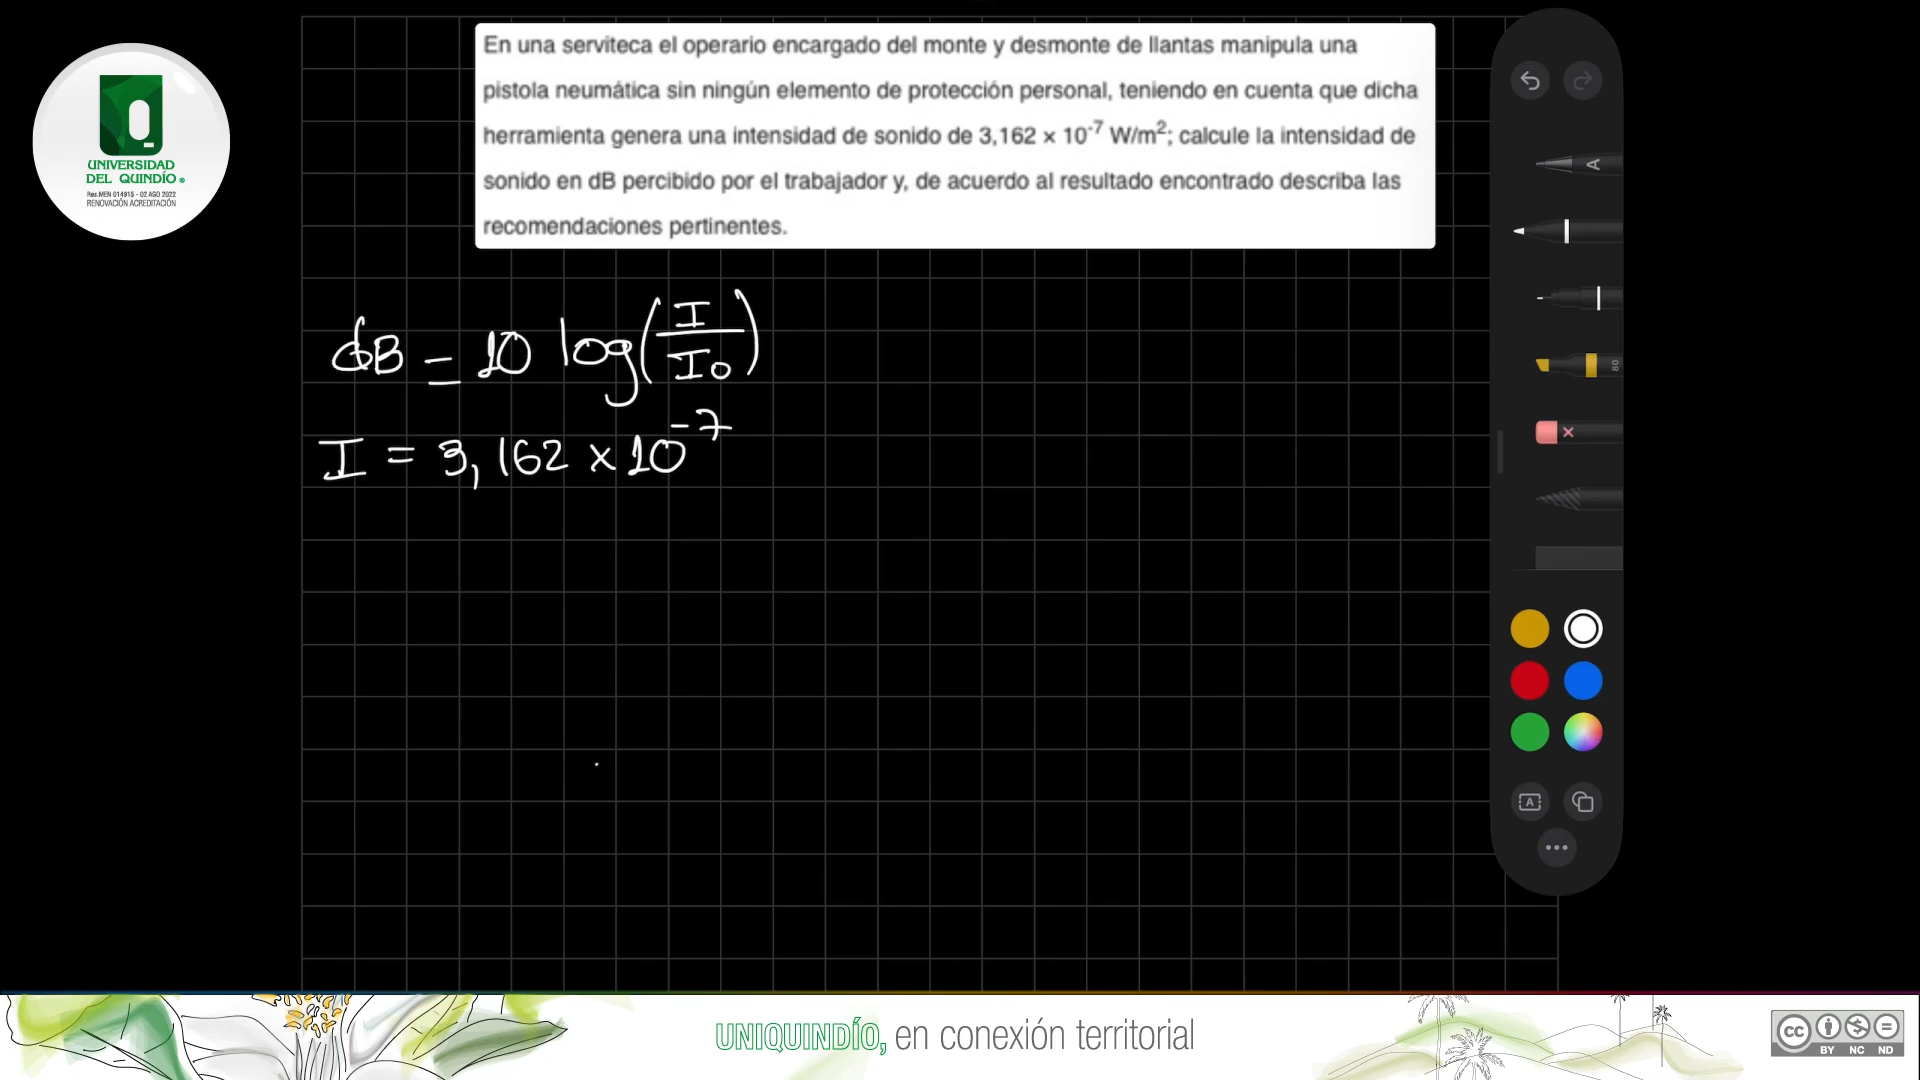 UNIVERSIDAD
DEL QUINDÍO
Res.MEN 014915 - 02 AGO 2022
RENOVACIÓN ACREDITACIÓN
En una serviteca el operario encargado del monte y desmonte de llantas manipula una
pistola neumática sin ningún elemento de protección personal, teniendo en cuenta que dicha
herramienta genera una intensidad de sonido de 3,162 × 10⁻⁷ W/m²; calcule la intensidad de
sonido en dB percibido por el trabajador y, de acuerdo al resultado encontrado describa las
recomendaciones pertinentes.
dB = 10 log(I/I₀)
I = 3,162 × 10⁻⁷
A
80
A
UNIQUINDÍO, en conexión territorial
cc
BY NC ND